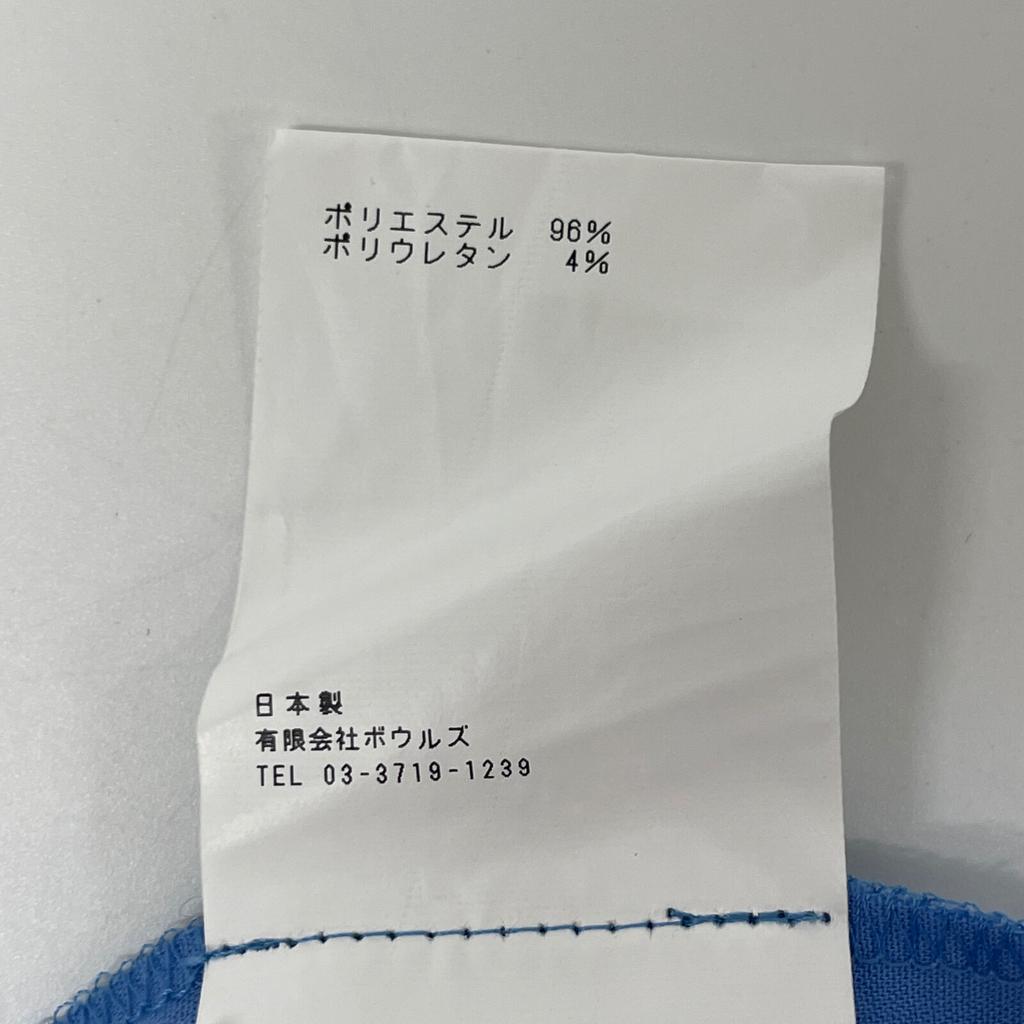 ポリエステル 96%
ポリウレタン 4%
日本製
有限会社ボウルズ
TEL 03-3719-1239